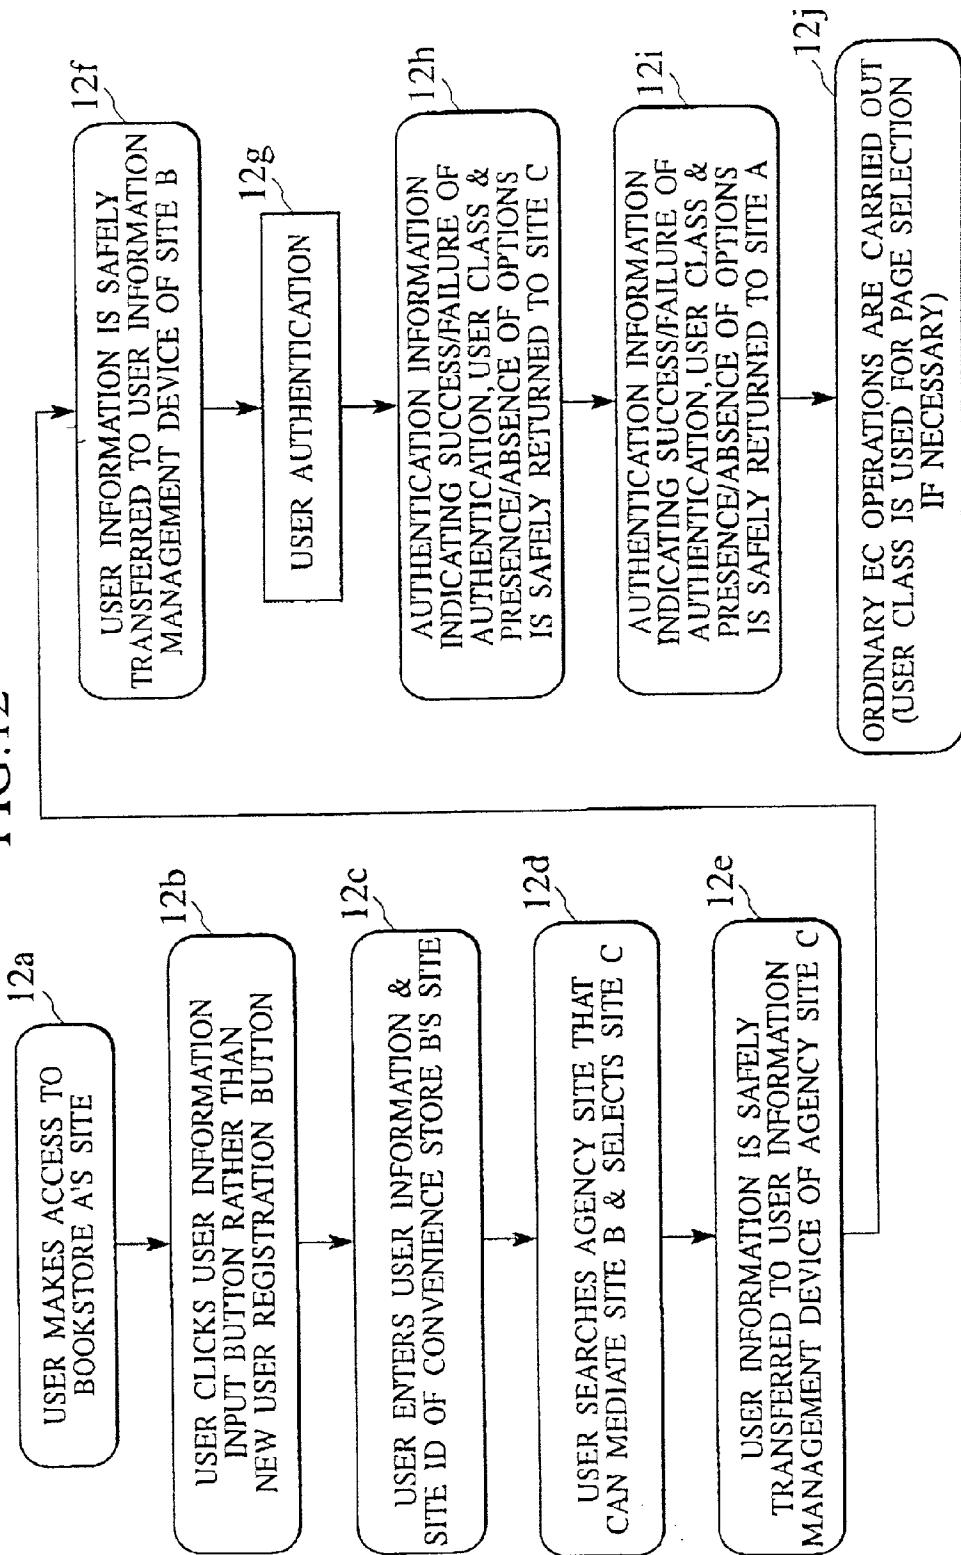 FIG.12
12a
USER MAKES ACCESS TO
BOOKSTORE A'S SITE
12b
USER CLICKS USER INFORMATION
INPUT BUTTON RATHER THAN
NEW USER REGISTRATION BUTTON
12c
USER ENTERS USER INFORMATION &
SITE ID OF CONVENIENCE STORE B'S SITE
12d
USER SEARCHES AGENCY SITE THAT
CAN MEDIATE SITE B & SELECTS SITE C
12e
USER INFORMATION IS SAFELY
TRANSFERRED TO USER INFORMATION
MANAGEMENT DEVICE OF AGENCY SITE C
12f
USER INFORMATION IS SAFELY
TRANSFERRED TO USER INFORMATION
MANAGEMENT DEVICE OF SITE B
12g
USER AUTHENTICATION
12h
AUTHENTICATION INFORMATION
INDICATING SUCCESS/FAILURE OF
AUTHENTICATION, USER CLASS &
PRESENCE/ABSENCE OF OPTIONS
IS SAFELY RETURNED TO SITE C
12i
AUTHENTICATION INFORMATION
INDICATING SUCCESS/FAILURE OF
AUTHENTICATION, USER CLASS &
PRESENCE/ABSENCE OF OPTIONS
IS SAFELY RETURNED TO SITE A
12j
ORDINARY EC OPERATIONS ARE CARRIED OUT
(USER CLASS IS USED FOR PAGE SELECTION
IF NECESSARY)